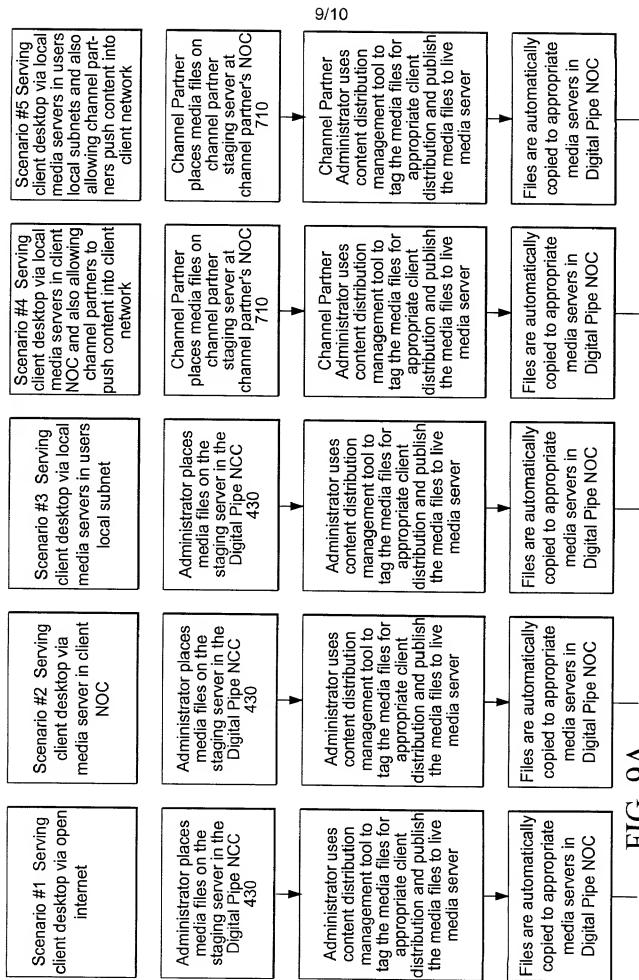 9/10
Scenario #1 Serving
client desktop via open
internet
Administrator places
media files on the
staging server in the
Digital Pipe NCC
430
Administrator uses
content distribution
management tool to
tag the media files for
appropriate client
distribution and publish
the media files to live
media server
Files are automatically
copied to appropriate
media servers in
Digital Pipe NOC
Scenario #2 Serving
client desktop via
media server in client
NOC
Administrator places
media files on the
staging server in the
Digital Pipe NCC
430
Administrator uses
content distribution
management tool to
tag the media files for
appropriate client
distribution and publish
the media files to live
media server
Files are automatically
copied to appropriate
media servers in
Digital Pipe NOC
Scenario #3 Serving
client desktop via local
media servers in users
local subnet
Administrator places
media files on the
staging server in the
Digital Pipe NCC
430
Administrator uses
content distribution
management tool to
tag the media files for
appropriate client
distribution and publish
the media files to live
media server
Files are automatically
copied to appropriate
media servers in
Digital Pipe NOC
Scenario #4 Serving
client desktop via local
media servers in client
NOC and also allowing
channel partners to
push content into client
network
Channel Partner
places media files on
channel partner
staging server at
channel partner's NOC
710
Channel Partner
Administrator uses
content distribution
management tool to
tag the media files for
appropriate client
distribution and publish
the media files to live
media server
Files are automatically
copied to appropriate
media servers in
Digital Pipe NOC
Scenario #5 Serving
client desktop via local
media servers in users
local subnets and also
allowing channel part-
ners push content into
client network
Channel Partner
places media files on
channel partner
staging server at
channel partner's NOC
710
Channel Partner
Administrator uses
content distribution
management tool to
tag the media files for
appropriate client
distribution and publish
the media files to live
media server
Files are automatically
copied to appropriate
media servers in
Digital Pipe NOC
FIG. 9A